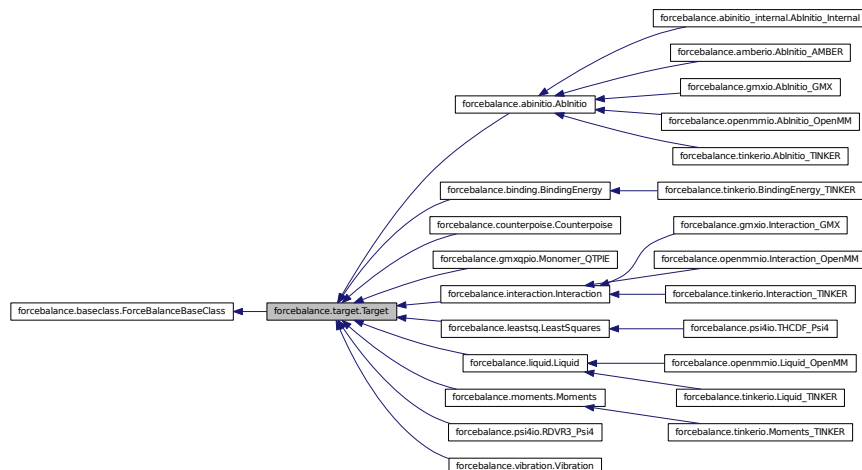 forcebalance.abinitio_internal.AbInitio_Internal
forcebalance.amberio.AbInitio_AMBER
forcebalance.gmxio.AbInitio_GMX
forcebalance.abinitio.AbInitio
forcebalance.openmmio.AbInitio_OpenMM
forcebalance.tinkerio.AbInitio_TINKER
forcebalance.binding.BindingEnergy
forcebalance.tinkerio.BindingEnergy_TINKER
forcebalance.counterpoise.Counterpoise
forcebalance.gmxio.Interaction_GMX
forcebalance.gmxqpio.Monomer_QTPIE
forcebalance.openmmio.Interaction_OpenMM
forcebalance.interaction.Interaction
forcebalance.tinkerio.Interaction_TINKER
forcebalance.baseclass.ForceBalanceBaseClass
forcebalance.target.Target
forcebalance.leastsq.LeastSquares
forcebalance.psi4io.THCDF_Psi4
forcebalance.liquid.Liquid
forcebalance.openmmio.Liquid_OpenMM
forcebalance.moments.Moments
forcebalance.tinkerio.Liquid_TINKER
forcebalance.psi4io.RDVR3_Psi4
forcebalance.tinkerio.Moments_TINKER
forcebalance.vibration.Vibration